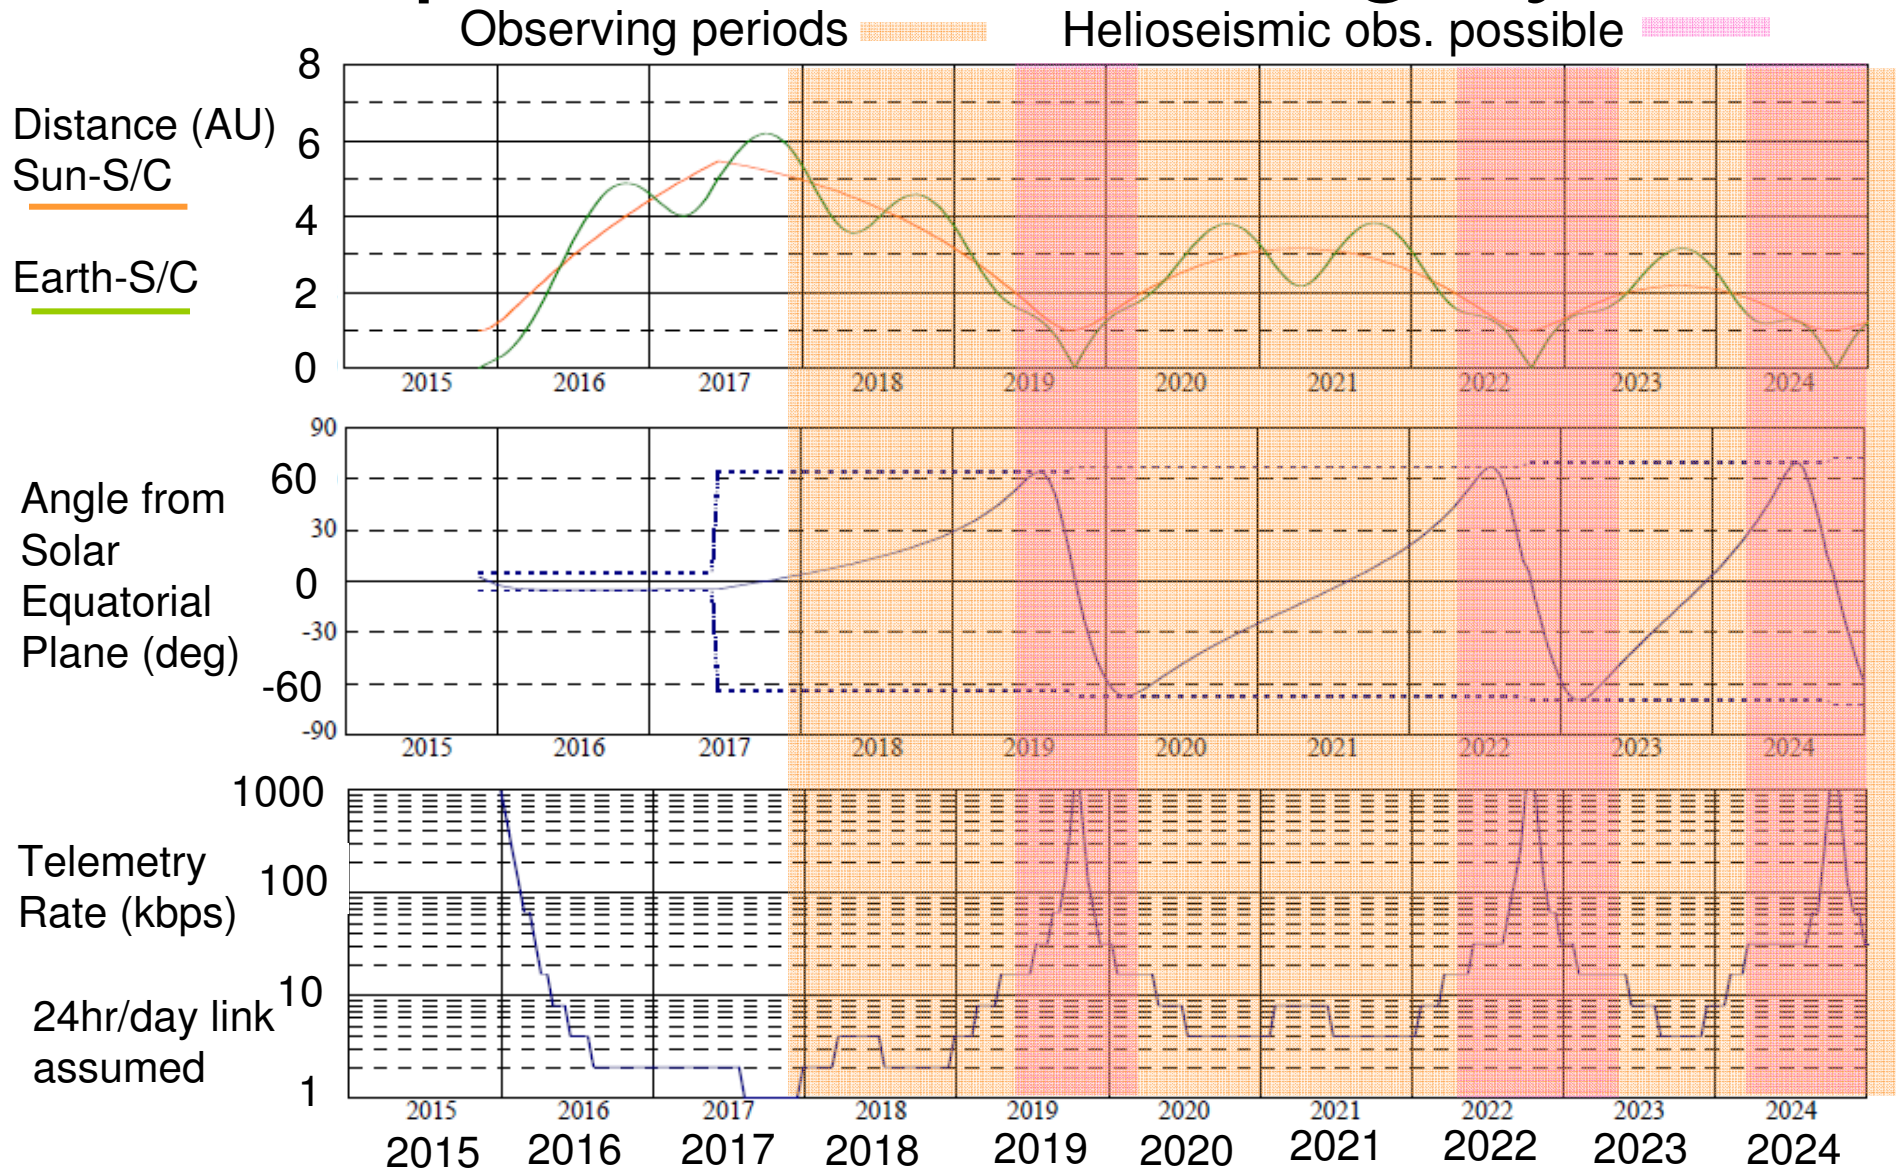 Observing periods
Helioseismic obs. possible
Distance (AU)
Sun-S/C
Earth-S/C
8
6
4
2
0
2015 2016 2017 2018 2019 2020 2021 2022 2023 2024
Angle from
Solar
Equatorial
Plane (deg)
90
60
30
0
-30
-60
-90
2015 2016 2017 2018 2019 2020 2021 2022 2023 2024
Telemetry
Rate (kbps)
24hr/day link
assumed
1000
100
10
1
2015 2016 2017 2018 2019 2020 2021 2022 2023 2024
2015 2016 2017 2018 2019 2020 2021 2022 2023 2024